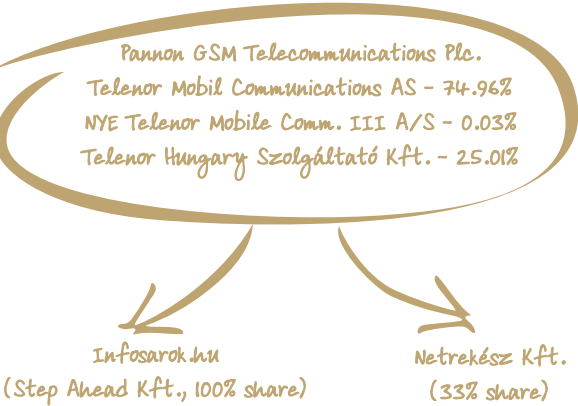 Pannon GSM Telecommunications Plc.
Telenor Mobil Communications AS - 74.96%
NYE Telenor Mobile Comm. III A/S - 0.03%
Telenor Hungary Szolgáltató Kft. - 25.01%
Infosarok.hu
(Step Ahead Kft., 100% share)
Netrekész Kft.
(33% share)